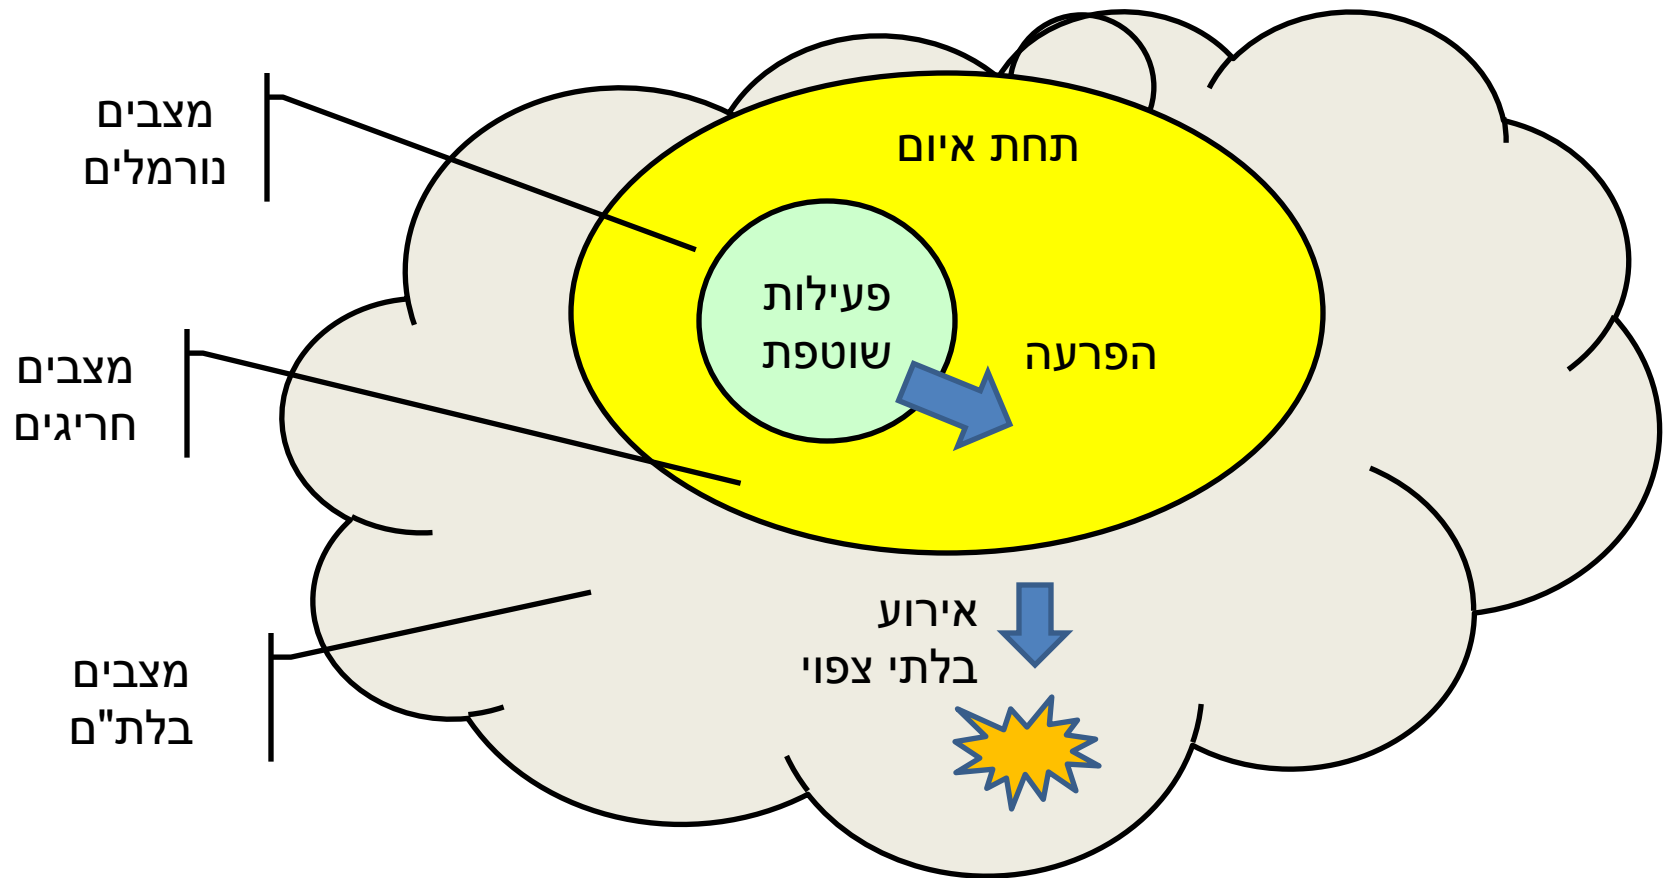 מצבים
נורמלים
תחת איום
פעילות
שוטפת
הפרעה
מצבים
חריגים
אירוע
בלתי צפוי
מצבים
בלת"ם